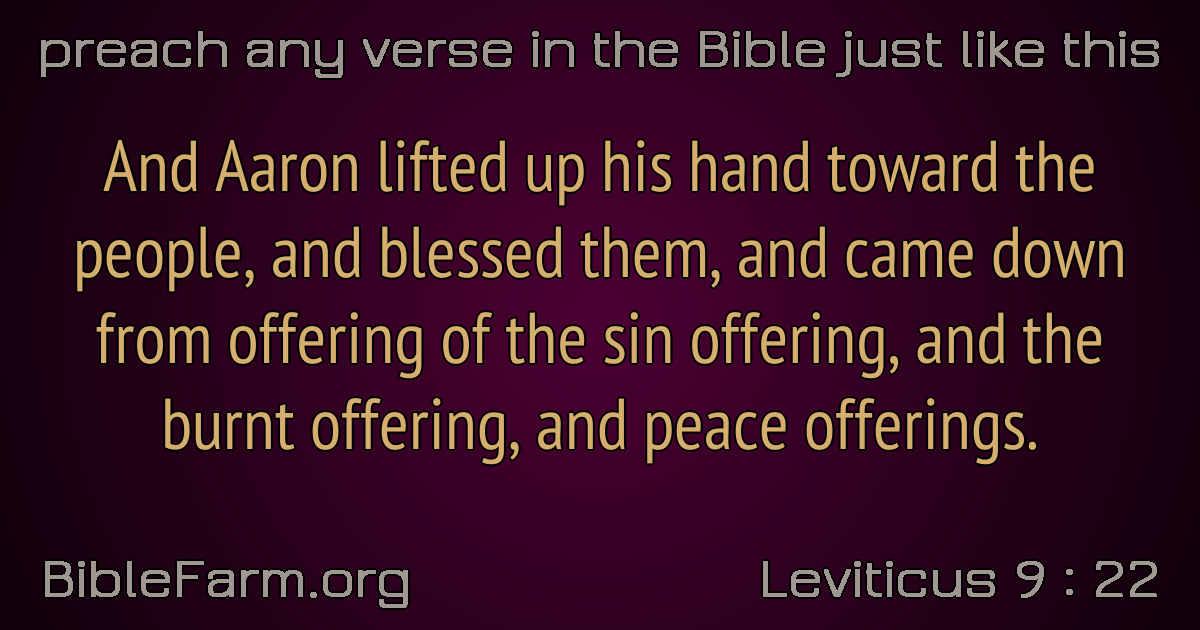 preach any verse in the Bible just like this
And Aaron lifted up his hand toward the
people, and blessed them, and came down
from offering of the sin offering, and the
burnt offering, and peace offerings.
BibleFarm.org
Leviticus 9 : 22